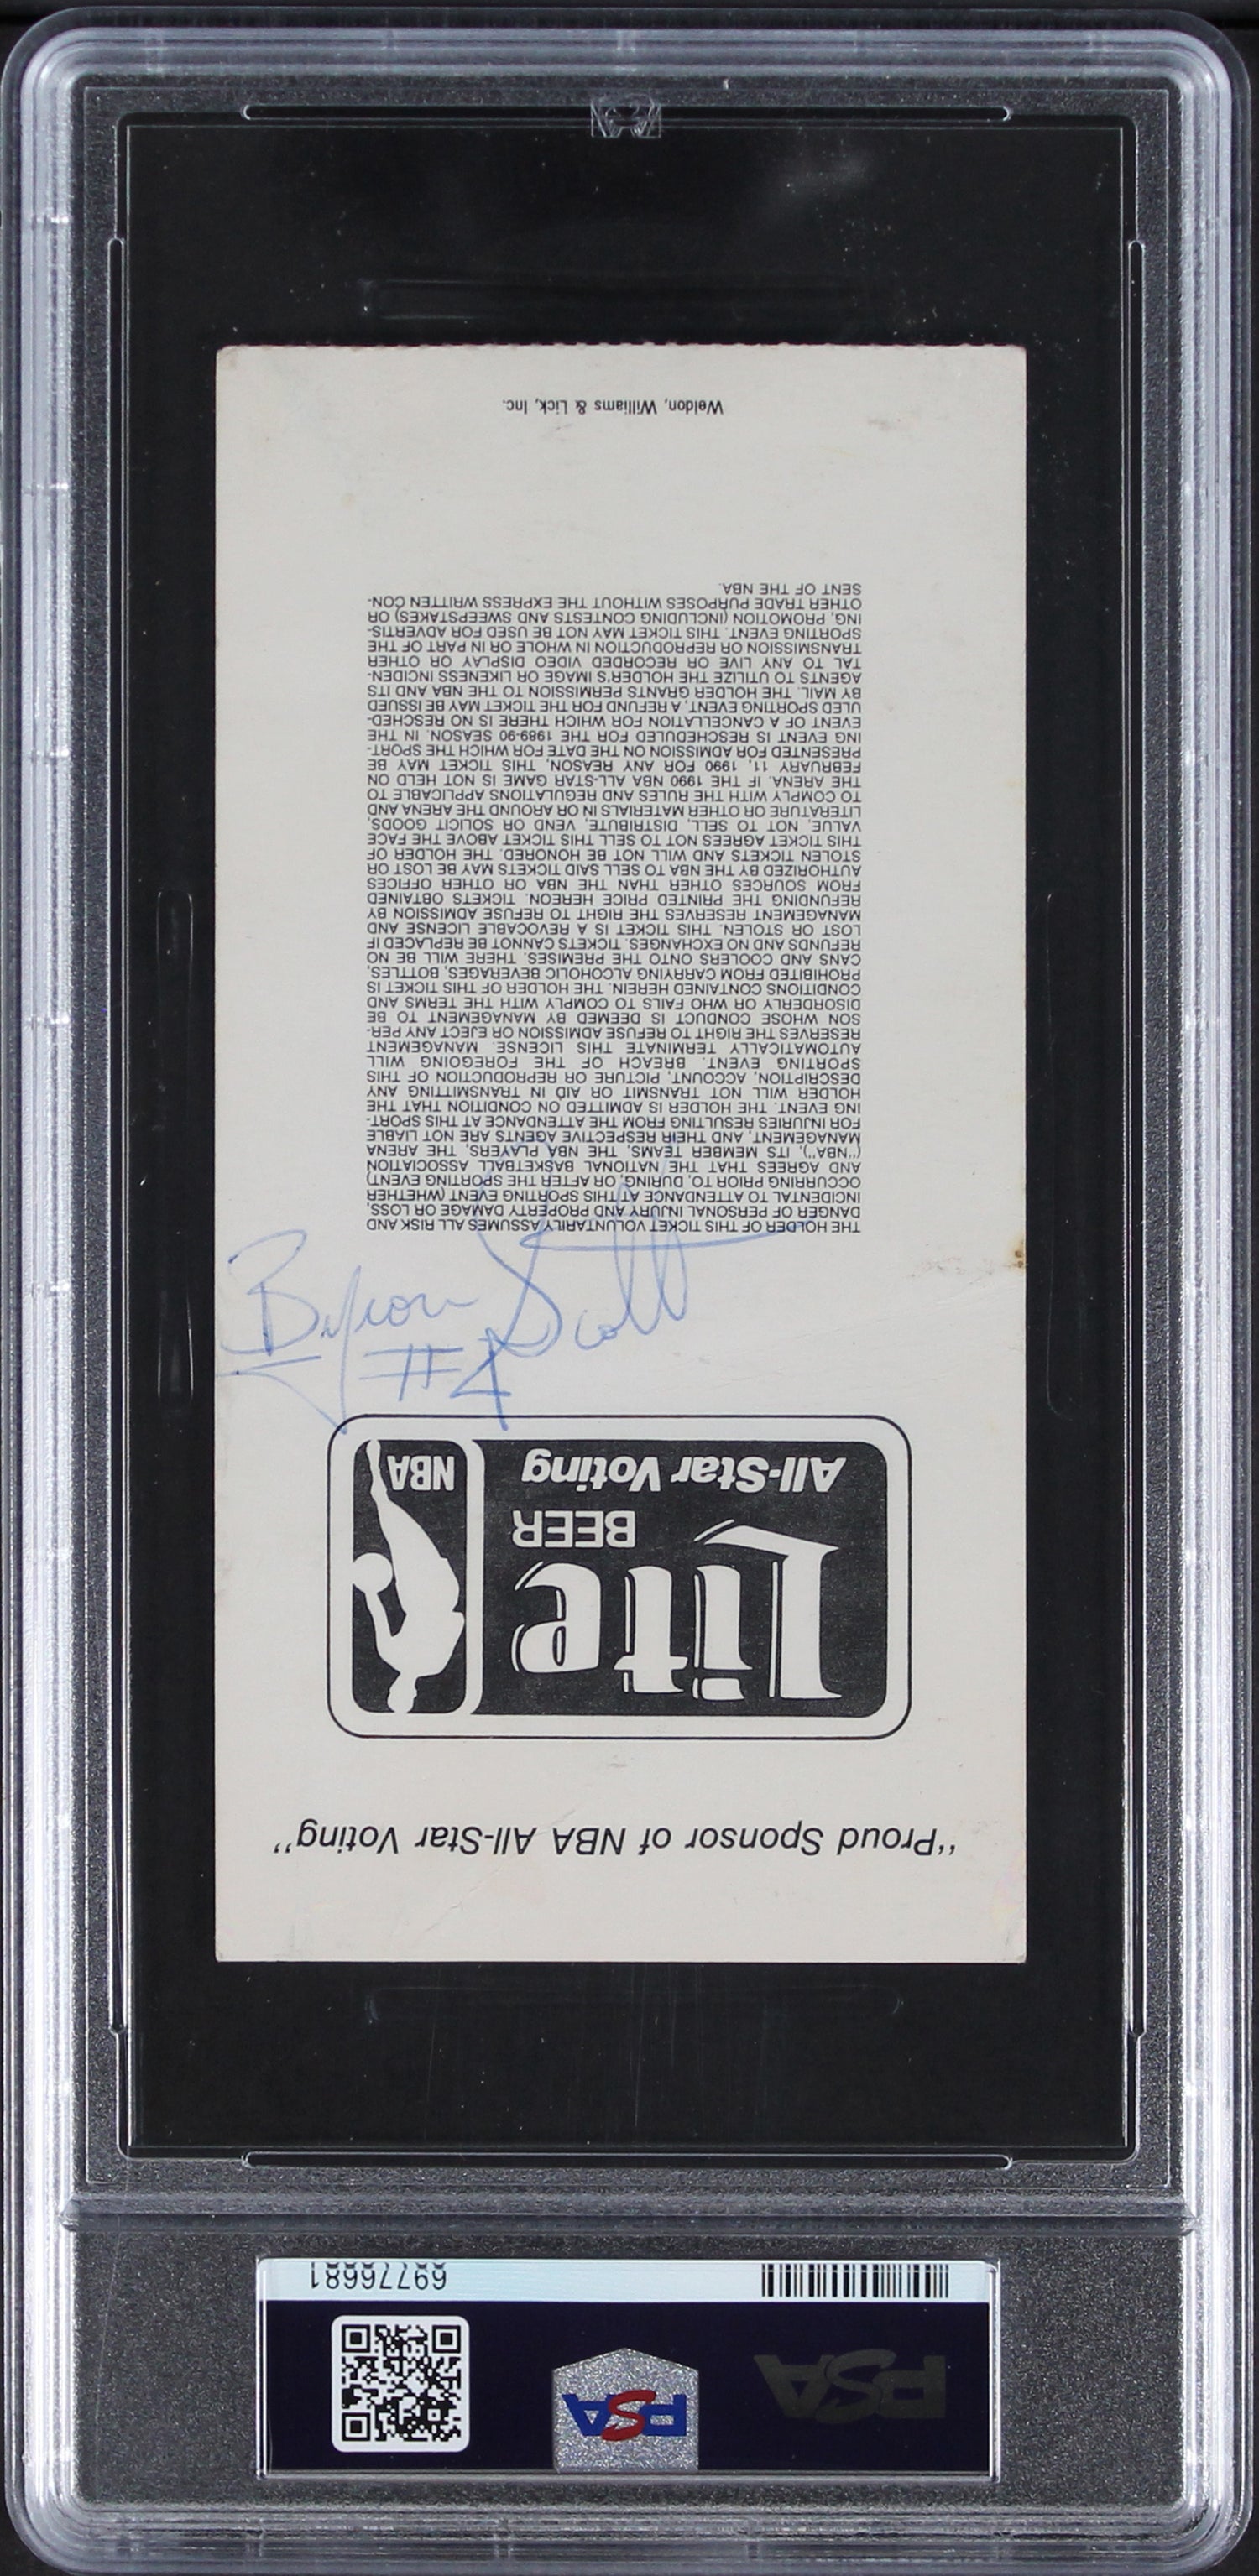 "Proud Sponsor of NBA All-Star Voting"
Lite
BEER
All-Star Voting
NBA
Byron Scott
#4
THE HOLDER OF THIS TICKET VOLUNTARILY ASSUMES ALL RISK AND
DANGER OF PERSONAL INJURY AND PROPERTY DAMAGE OR LOSS,
INCIDENTAL TO ATTENDANCE AT THIS SPORTING EVENT (WHETHER
OCCURRING PRIOR TO, DURING, OR AFTER THE SPORTING EVENT)
AND AGREES THAT THE NATIONAL BASKETBALL ASSOCIATION
("NBA"), ITS MEMBER TEAMS, THE NBA PLAYERS, THE ARENA
MANAGEMENT, AND THEIR RESPECTIVE AGENTS ARE NOT LIABLE
FOR INJURIES RESULTING FROM THE ATTENDANCE AT THIS SPORT-
ING EVENT. THE HOLDER IS ADMITTED ON CONDITION THAT THE
HOLDER WILL NOT TRANSMIT OR AID IN TRANSMITTING ANY
DESCRIPTION, ACCOUNT, PICTURE OR REPRODUCTION OF THIS
SPORTING EVENT. BREACH OF THE FOREGOING WILL
AUTOMATICALLY TERMINATE THIS LICENSE. MANAGEMENT
RESERVES THE RIGHT TO REFUSE ADMISSION OR EJECT ANY PER-
SON WHOSE CONDUCT IS DEEMED BY MANAGEMENT TO BE
DISORDERLY OR WHO FAILS TO COMPLY WITH THE TERMS AND
CONDITIONS CONTAINED HEREIN. THE HOLDER OF THIS TICKET IS
PROHIBITED FROM CARRYING ALCOHOLIC BEVERAGES, BOTTLES,
CANS AND COOLERS ONTO THE PREMISES. THERE WILL BE NO
REFUNDS AND NO EXCHANGES. TICKETS CANNOT BE REPLACED IF
LOST OR STOLEN. THIS TICKET IS A REVOCABLE LICENSE AND
MANAGEMENT RESERVES THE RIGHT TO REFUSE ADMISSION BY
REFUNDING THE PRINTED PRICE HEREON. TICKETS OBTAINED
FROM SOURCES OTHER THAN THE NBA OR OTHER OFFICES
AUTHORIZED BY THE NBA TO SELL SAID TICKETS MAY BE LOST OR
STOLEN TICKETS AND WILL NOT BE HONORED. THE HOLDER OF
THIS TICKET AGREES NOT TO SELL THIS TICKET ABOVE THE FACE
VALUE, NOT TO SELL, DISTRIBUTE, VEND OR SOLICIT GOODS,
LITERATURE OR OTHER MATERIALS IN OR AROUND THE ARENA AND
TO COMPLY WITH THE RULES AND REGULATIONS APPLICABLE TO
THE ARENA. IF THE 1990 NBA ALL-STAR GAME IS NOT HELD ON
FEBRUARY 11, 1990 FOR ANY REASON, THIS TICKET MAY BE
PRESENTED FOR ADMISSION ON THE DATE FOR WHICH THE SPORT-
ING EVENT IS RESCHEDULED FOR THE 1989-90 SEASON. IN THE
EVENT OF A CANCELLATION FOR WHICH THERE IS NO RESCHED-
ULED SPORTING EVENT, A REFUND FOR THE TICKET MAY BE ISSUED
BY MAIL. THE HOLDER GRANTS PERMISSION TO THE NBA AND ITS
AGENTS TO UTILIZE THE HOLDER'S IMAGE OR LIKENESS INCIDEN-
TAL TO ANY LIVE OR RECORDED VIDEO DISPLAY OR OTHER
TRANSMISSION OR REPRODUCTION IN WHOLE OR IN PART OF THE
SPORTING EVENT. THIS TICKET MAY NOT BE USED FOR ADVERTIS-
ING, PROMOTION (INCLUDING CONTESTS AND SWEEPSTAKES) OR
OTHER TRADE PURPOSES WITHOUT THE EXPRESS WRITTEN CON-
SENT OF THE NBA.
Weldon, Williams & Lick, Inc.
PSA
PSA
69776681